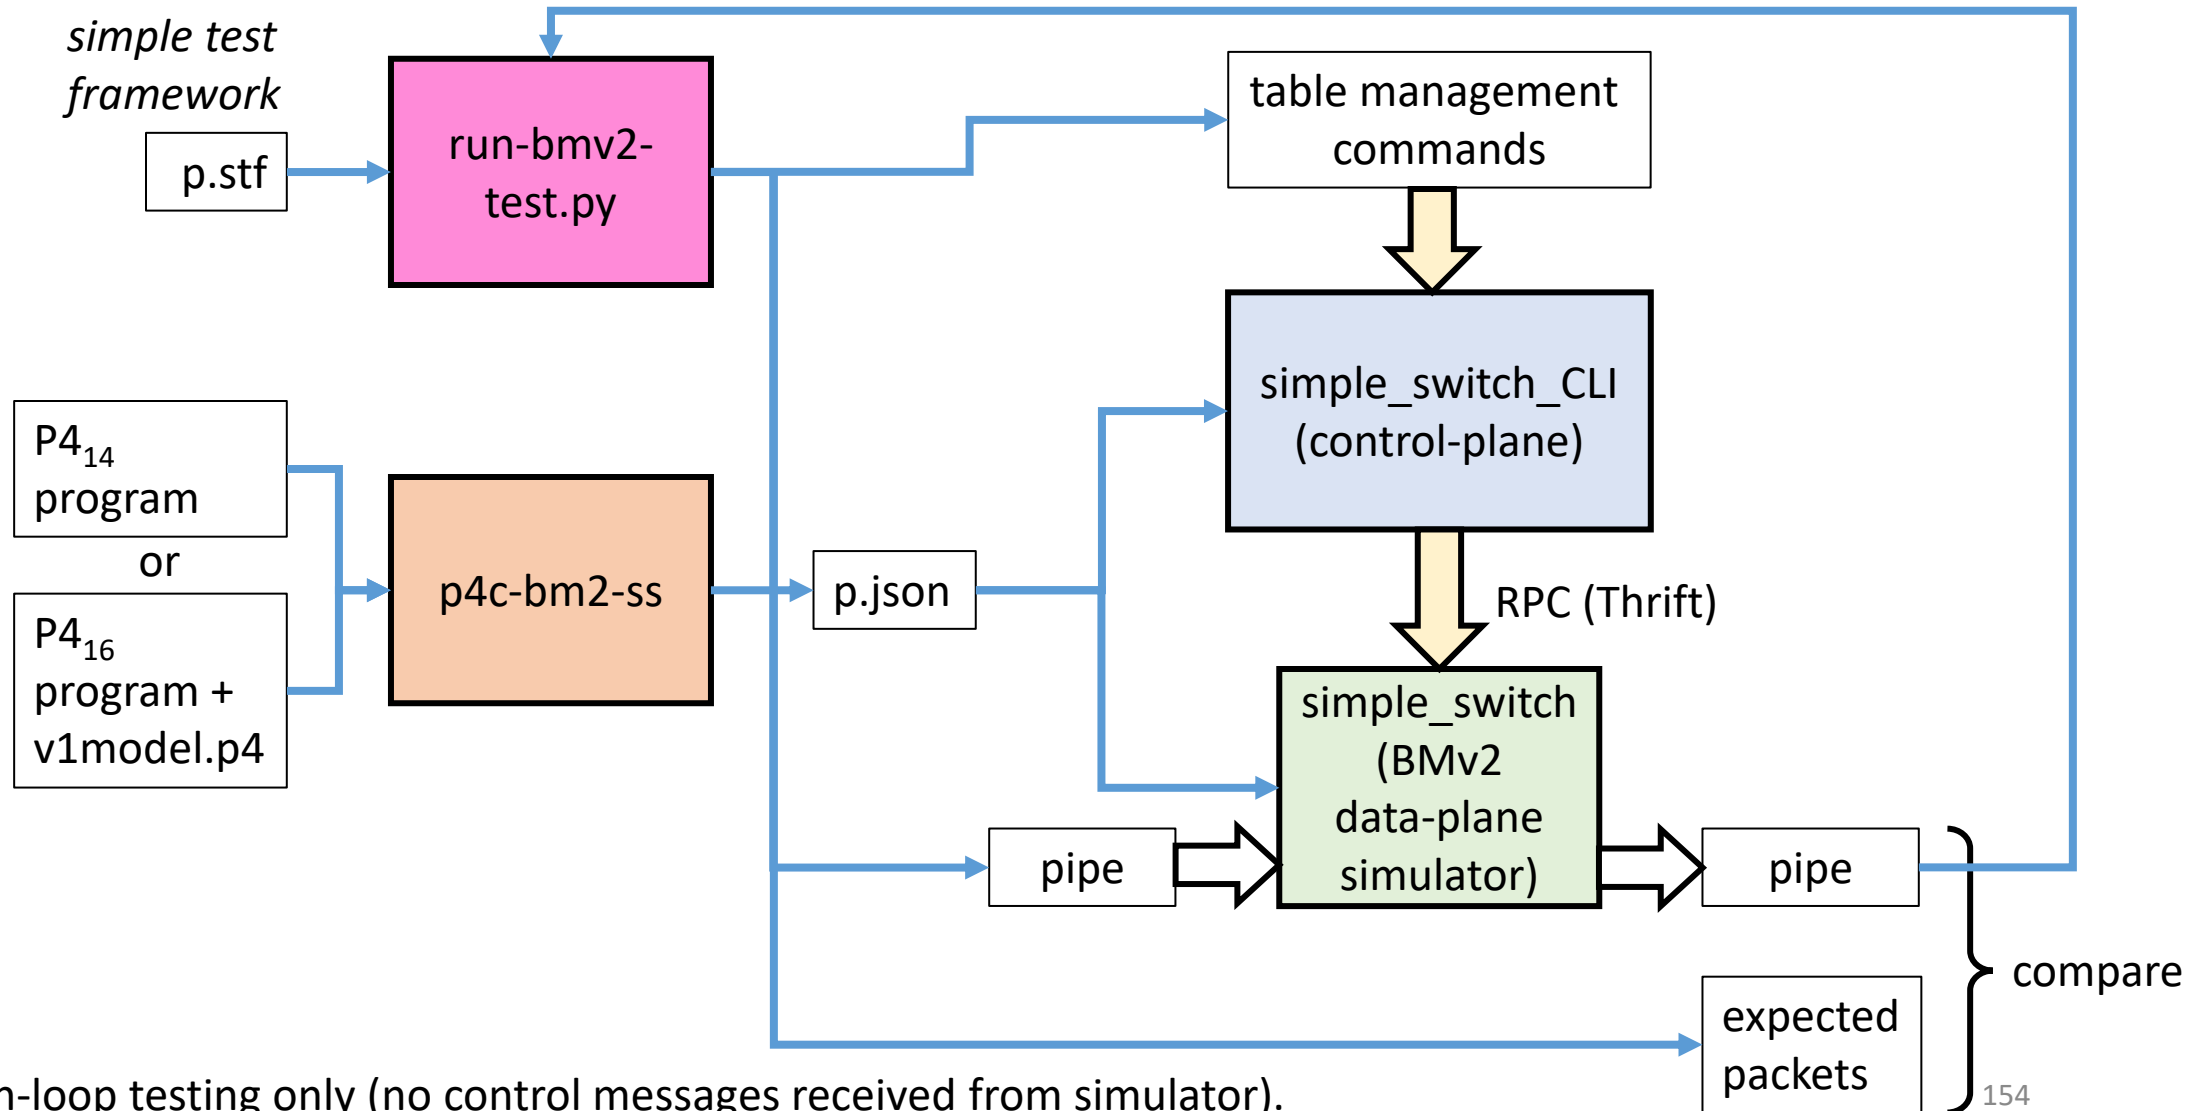 simple test
framework
p.stf
run-bmv2-
test.py
table management
commands
P4₁₄
program
or
P4₁₆
program +
v1model.p4
p4c-bm2-ss
p.json
simple_switch_CLI
(control-plane)
RPC (Thrift)
simple_switch
(BMv2
data-plane
simulator)
pipe
pipe
compare
expected
packets
n-loop testing only (no control messages received from simulator).
154